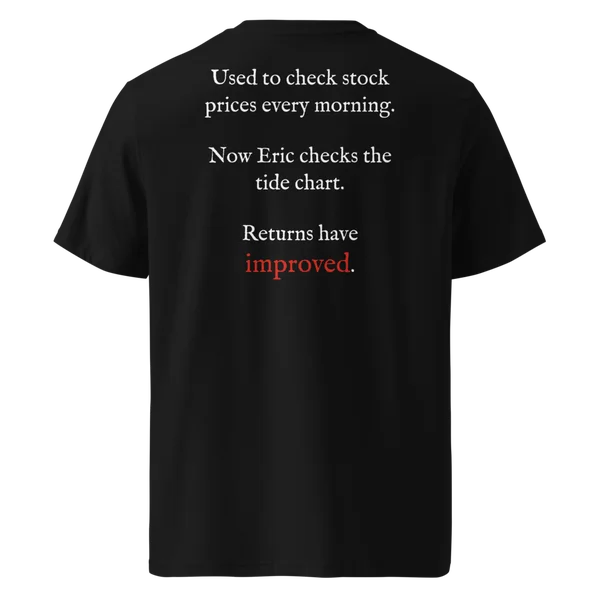 Used to check stock
prices every morning.
Now Eric checks the
tide chart.
Returns have
improved.